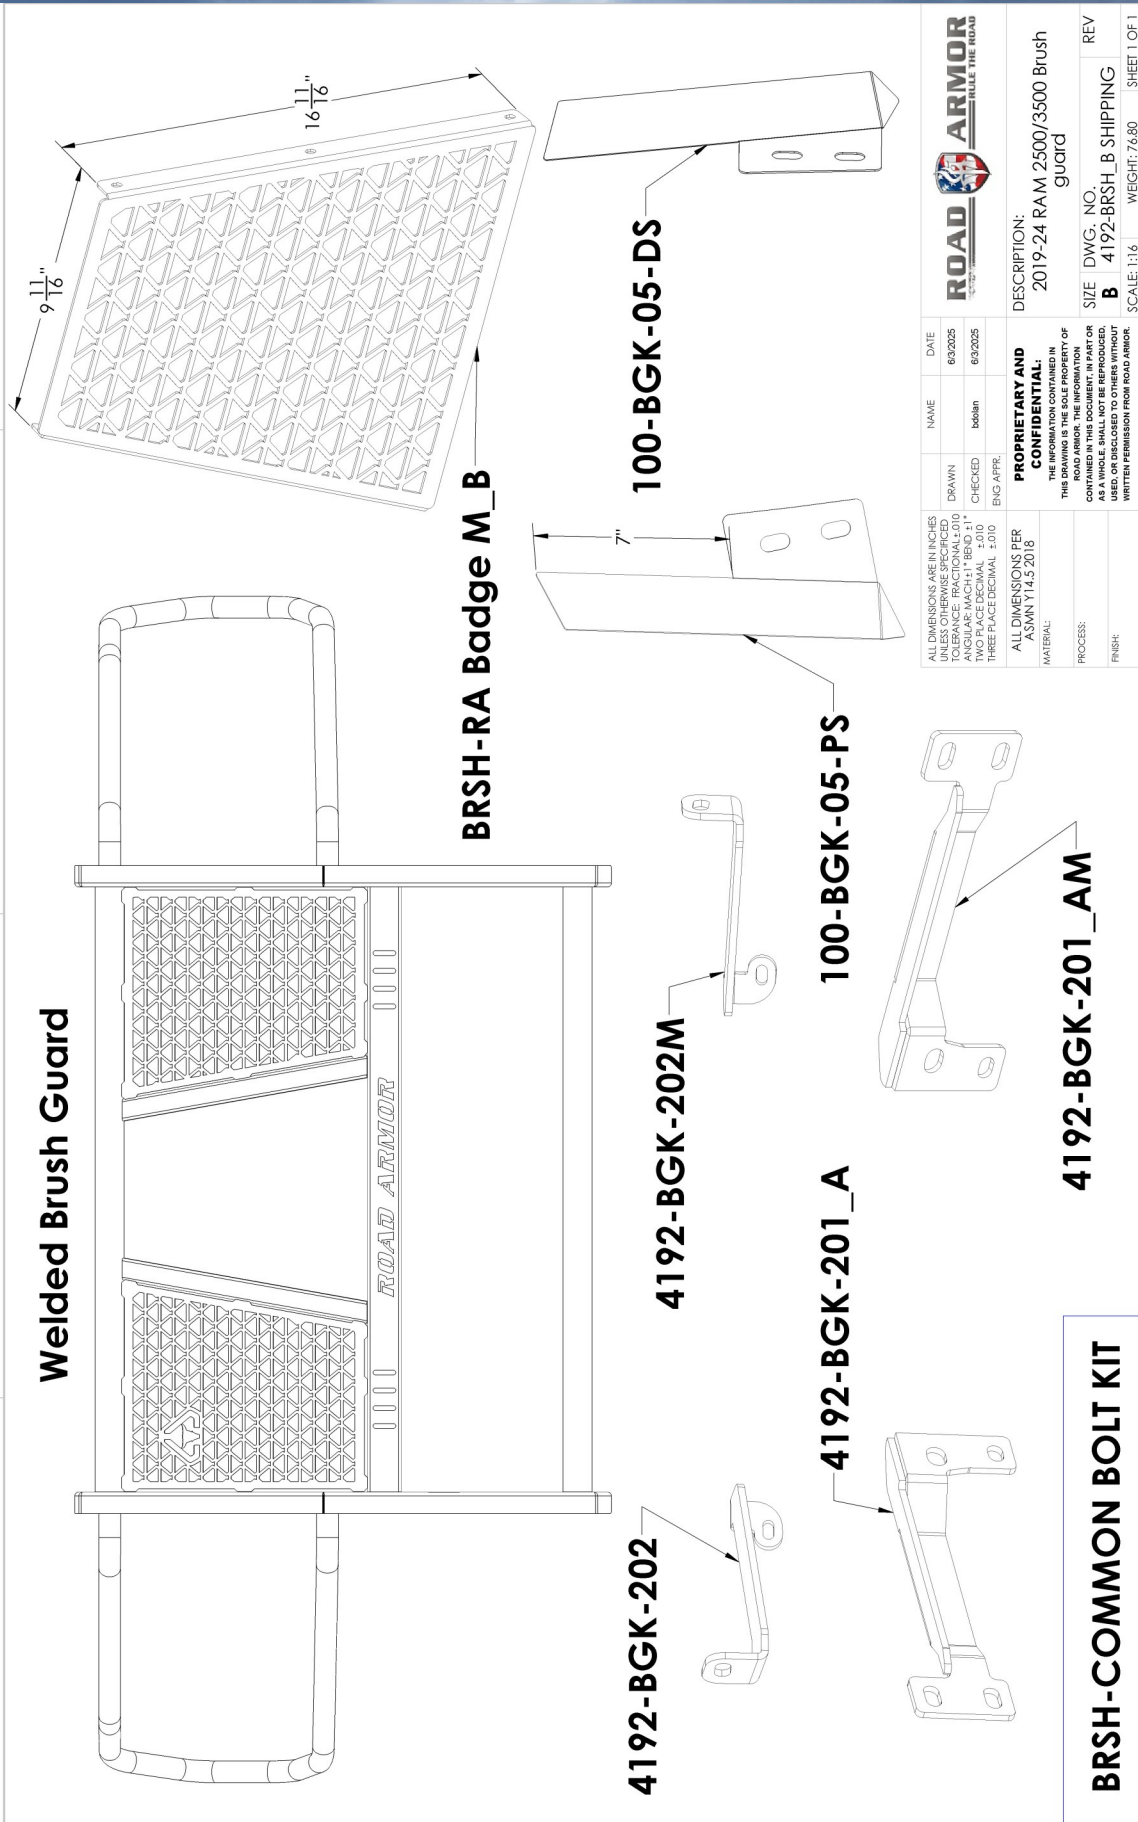 Welded Brush Guard
ROAD ARMOR
9 11/16"
16 11/16"
BRSH-RA Badge M_B
4192-BGK-202
4192-BGK-202M
100-BGK-05-PS
7"
100-BGK-05-DS
4192-BGK-201_A
4192-BGK-201_AM
BRSH-COMMON BOLT KIT
ALL DIMENSIONS ARE IN INCHES
UNLESS OTHERWISE SPECIFICED
TOLERANCE: FRACTIONAL±.010
ANGULAR: MACH±1° BEND ±1°
TWO PLACE DECIMAL ±.010
THREE PLACE DECIMAL ±.010
ALL DIMENSIONS PER
ASMN Y14.5 2018
MATERIAL:
PROCESS:
FINISH:
NAME DATE
DRAWN 6/3/2025
CHECKED bdolan 6/3/2025
ENG APPR.
PROPRIETARY AND
CONFIDENTIAL:
THE INFORMATION CONTAINED IN
THIS DRAWING IS THE SOLE PROPERTY OF
ROAD ARMOR. THE INFORMATION
CONTAINED IN THIS DOCUMENT, IN PART OR
AS A WHOLE, SHALL NOT BE REPRODUCED,
USED, OR DISCLOSED TO OTHERS WITHOUT
WRITTEN PERMISSION FROM ROAD ARMOR.
ROAD ARMOR
RULE THE ROAD
DESCRIPTION:
2019-24 RAM 2500/3500 Brush
guard
SIZE DWG. NO. REV
B 4192-BRSH_B SHIPPING
SCALE: 1:16 WEIGHT: 76.80 SHEET 1 OF 1